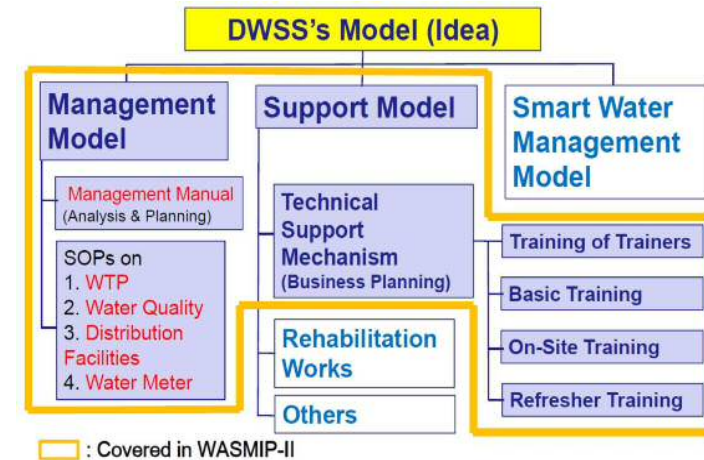 DWSS's Model (Idea)
Management
Model
Support Model
Smart Water
Management
Model
Management Manual
(Analysis & Planning)
SOPs on
1. WTP
2. Water Quality
3. Distribution
Facilities
4. Water Meter
Technical
Support
Mechanism
(Business Planning)
Rehabilitation
Works
Others
Training of Trainers
Basic Training
On-Site Training
Refresher Training
: Covered in WASMIP-II